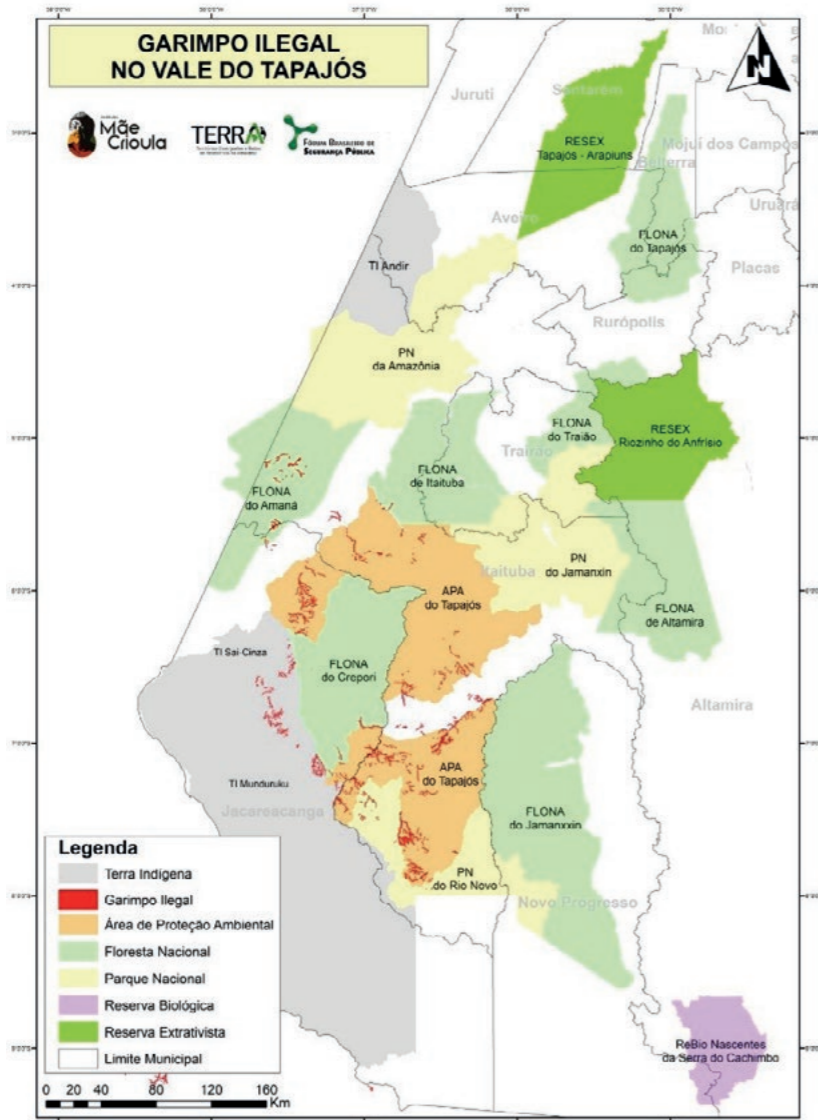 GARIMPO ILEGAL
NO VALE DO TAPAJÓS
Mãe
Crioula
TERRA
FÓRUM BRASILEIRO DE
SEGURANÇA PÚBLICA
N
Juruti
Santarém
RESEX
Tapajós - Arapiuns
Mojuí dos Campos
Belterra
Uruará
Aveiro
FLONA
do Tapajós
Placas
TI Andir
Rurópolis
PN
da Amazônia
FLONA
do Traião
RESEX
Riozinho do Anfrísio
Trairão
FLONA
de Itaituba
FLONA
do Amaná
Itaituba
PN
do Jamanxin
APA
do Tapajós
FLONA
de Altamira
TI Sai-Cinza
FLONA
do Crepori
Altamira
APA
do Tapajós
TI Munduruku
Jacareacanga
FLONA
do Jamanxxin
PN
do Rio Novo
Novo Progresso
ReBio Nascentes
da Serra do Cachimbo
Legenda
Terra Indígena
Garimpo Ilegal
Área de Proteção Ambiental
Floresta Nacional
Parque Nacional
Reserva Biológica
Reserva Extrativista
Limite Municipal
0 20 40 80 120 160
Km